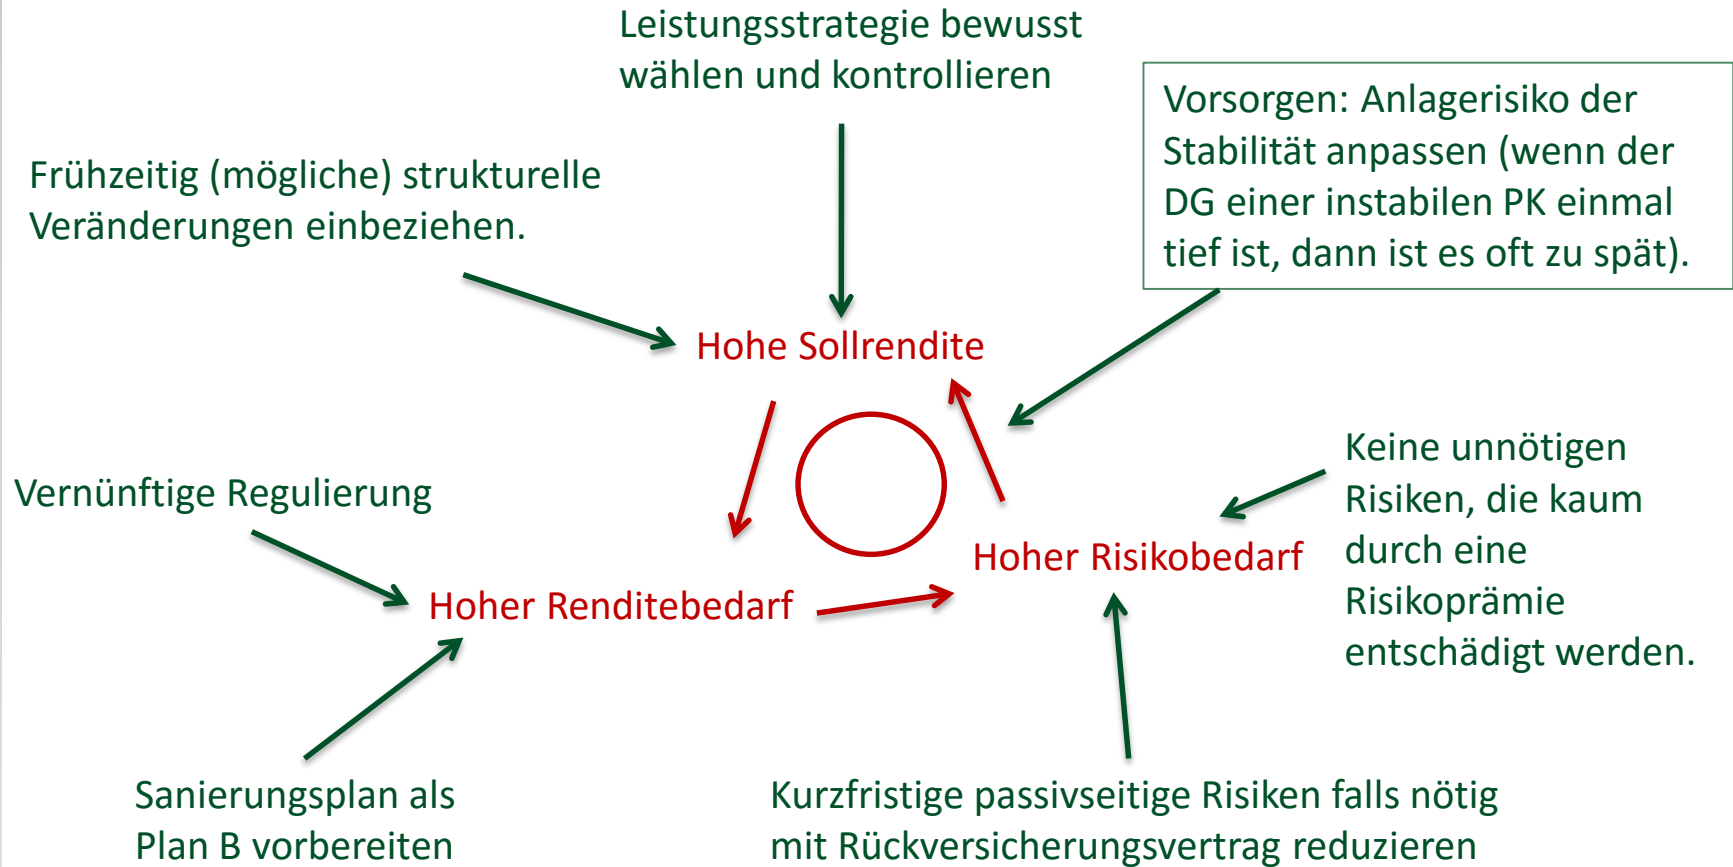 Leistungsstrategie bewusst
wählen und kontrollieren
Vorsorgen: Anlagerisiko der
Stabilität anpassen (wenn der
DG einer instabilen PK einmal
tief ist, dann ist es oft zu spät).
Frühzeitig (mögliche) strukturelle
Veränderungen einbeziehen.
Hohe Sollrendite
Vernünftige Regulierung
Keine unnötigen
Risiken, die kaum
durch eine
Risikoprämie
entschädigt werden.
Hoher Risikobedarf
Hoher Renditebedarf
Sanierungsplan als
Plan B vorbereiten
Kurzfristige passivseitige Risiken falls nötig
mit Rückversicherungsvertrag reduzieren